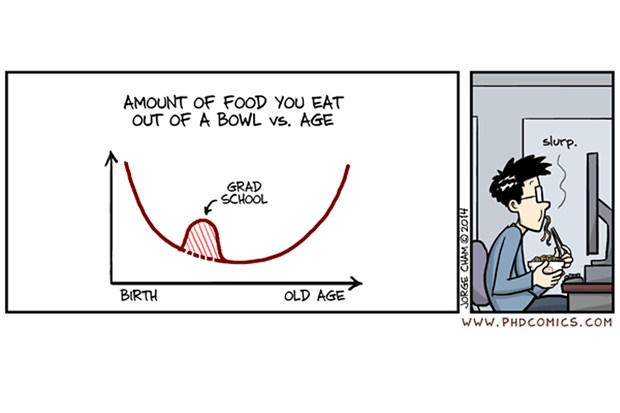 AMOUNT OF FOOD YOU EAT
OUT OF A BOWL vs. AGE
GRAD
SCHOOL
BIRTH
OLD AGE
slurp.
JORGE CHAM © 2014
WWW.PHDCOMICS.COM